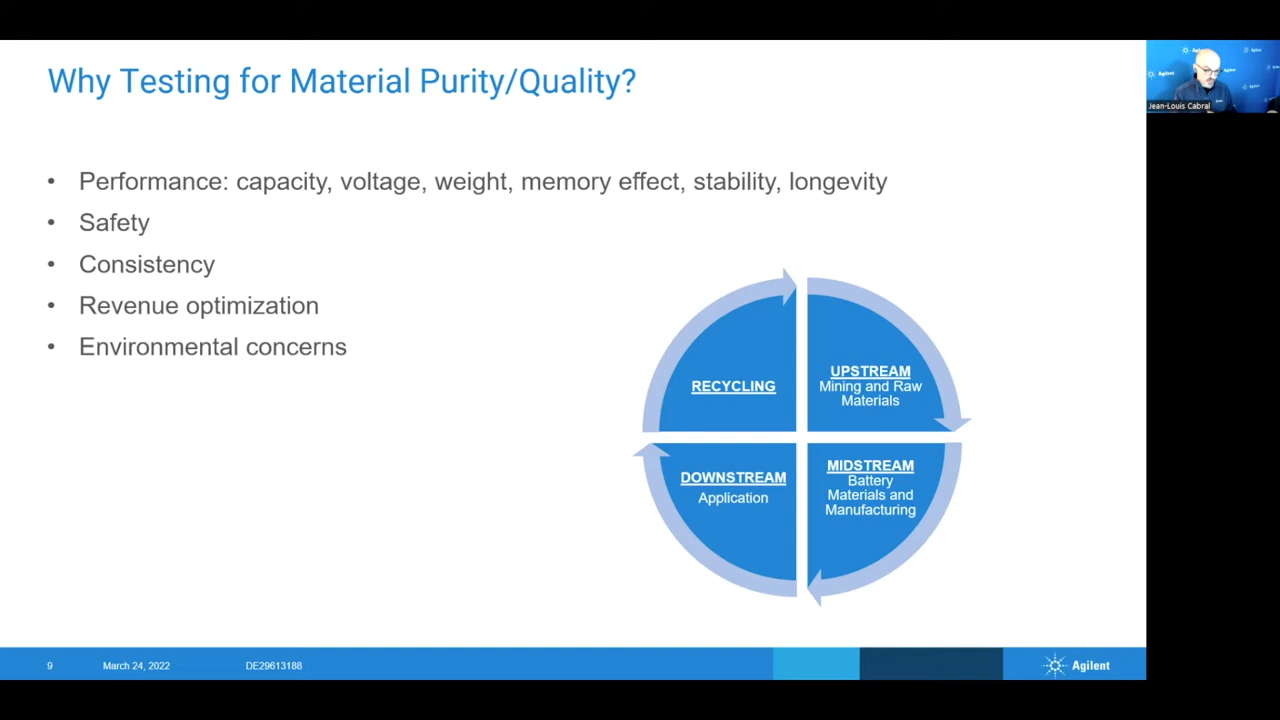 Why Testing for Material Purity/Quality?
• Performance: capacity, voltage, weight, memory effect, stability, longevity
• Safety
• Consistency
• Revenue optimization
• Environmental concerns
RECYCLING
UPSTREAM
Mining and Raw
Materials
DOWNSTREAM
Application
MIDSTREAM
Battery
Materials and
Manufacturing
9
March 24, 2022
DE29613188
Agilent
Agilent
Agilent
Jean-Louis Cabral